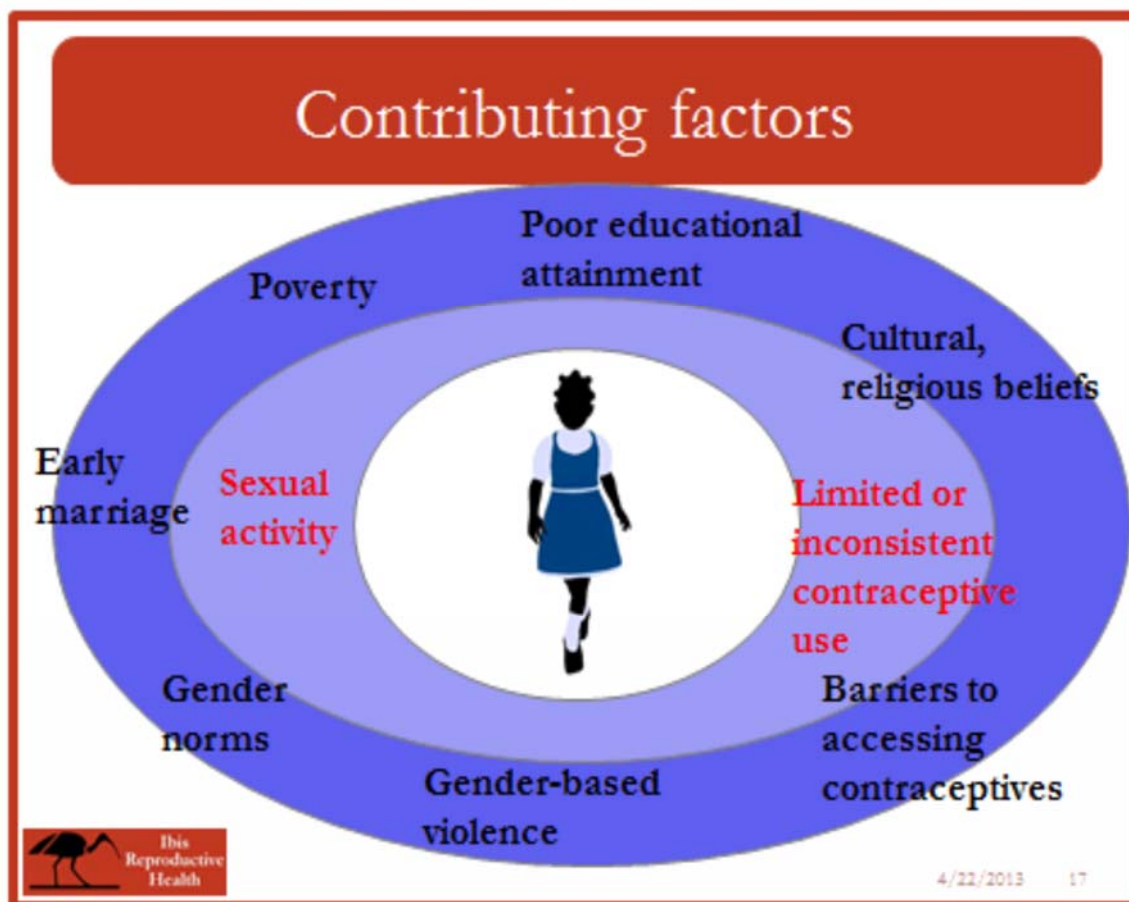 Contributing factors
Poor educational
attainment
Poverty
Cultural,
religious beliefs
Early
marriage
Sexual
activity
Limited or
inconsistent
contraceptive
use
Gender
norms
Barriers to
accessing
contraceptives
Gender-based
violence
Ibis
Reproductive
Health
4/22/2013 17